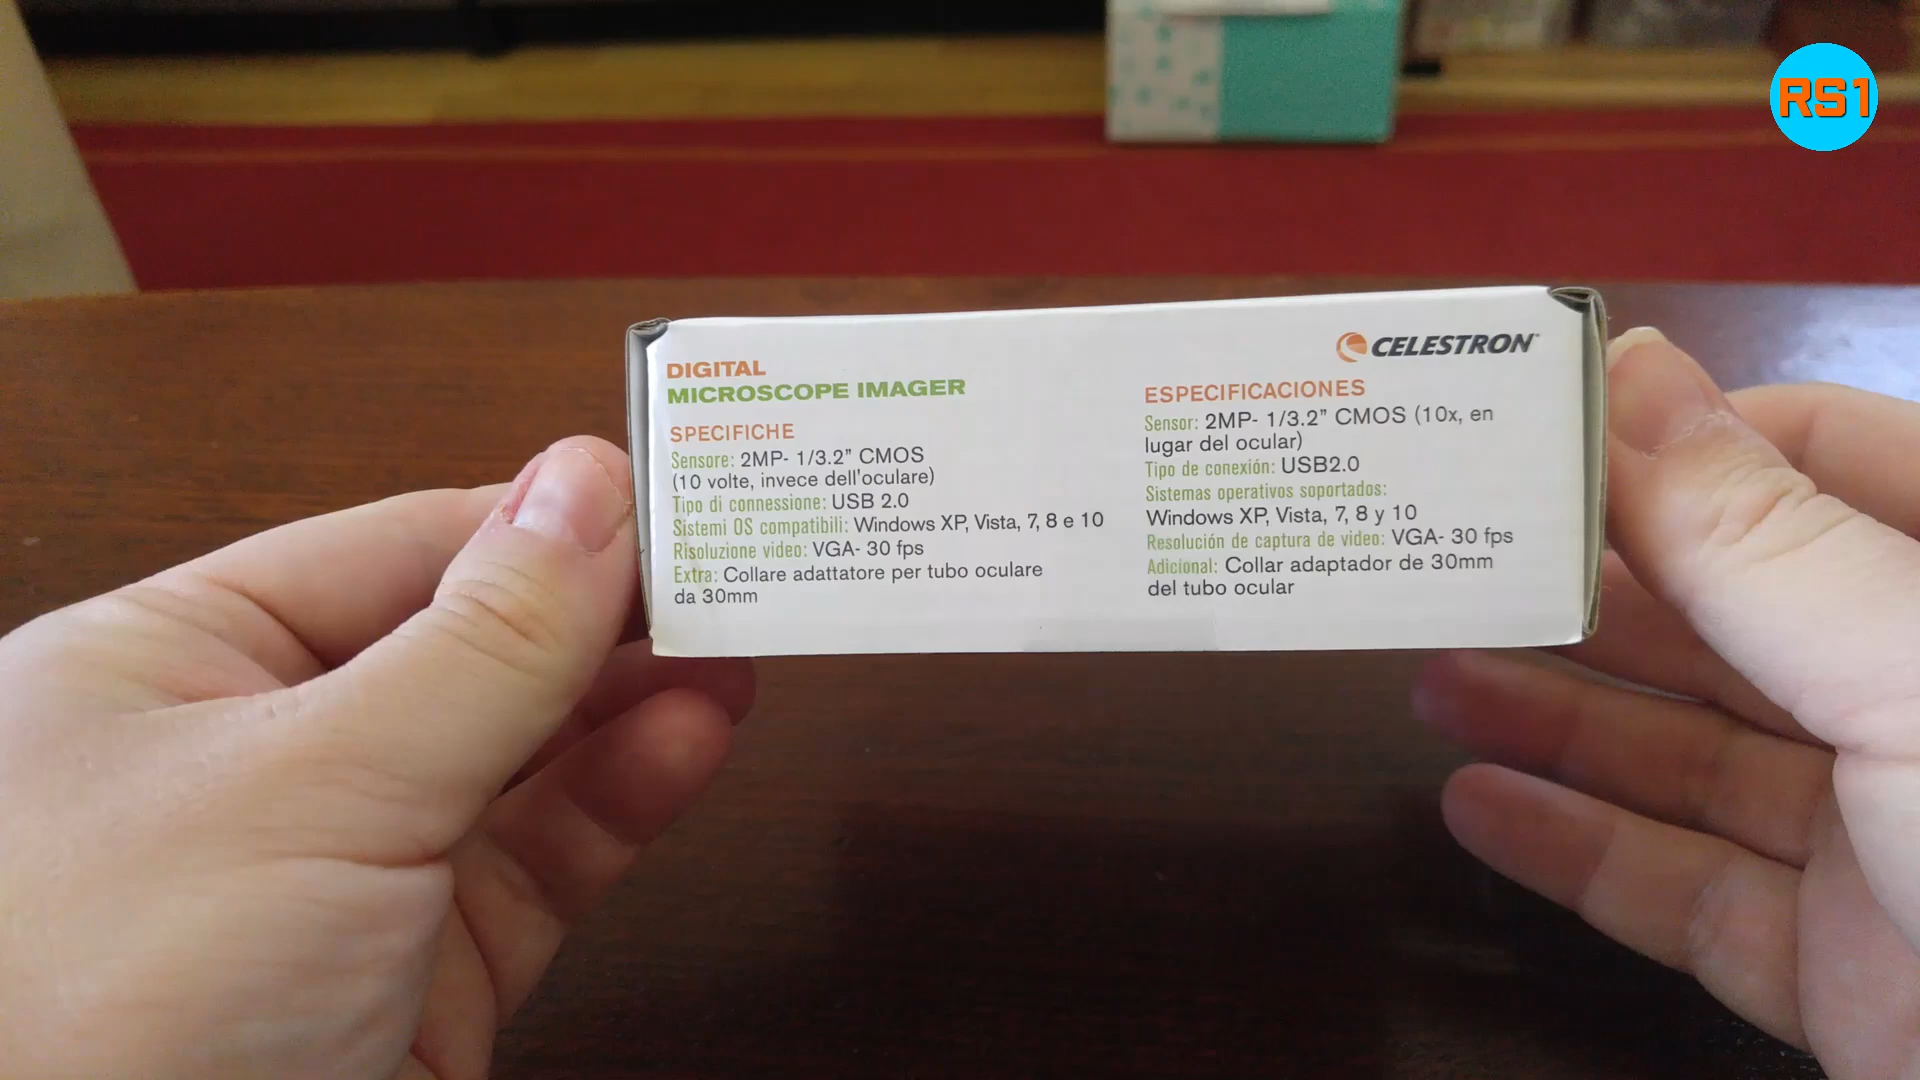 RS1
CELESTRON
DIGITAL
MICROSCOPE IMAGER
SPECIFICHE
Sensore: 2MP- 1/3.2" CMOS
(10 volte, invece dell'oculare)
Tipo di connessione: USB 2.0
Sistemi OS compatibili: Windows XP, Vista, 7, 8 e 10
Risoluzione video: VGA- 30 fps
Extra: Collare adattatore per tubo oculare
da 30mm
ESPECIFICACIONES
Sensor: 2MP- 1/3.2" CMOS (10x, en
lugar del ocular)
Tipo de conexión: USB2.0
Sistemas operativos soportados:
Windows XP, Vista, 7, 8 y 10
Resolución de captura de video: VGA- 30 fps
Adicional: Collar adaptador de 30mm
del tubo ocular